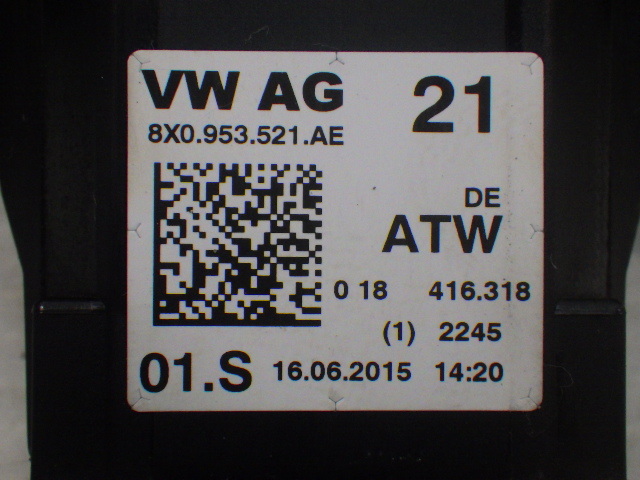 VW AG 21
8X0.953.521.AE
DE
ATW
0 18 416.318
(1) 2245
01.S 16.06.2015 14:20